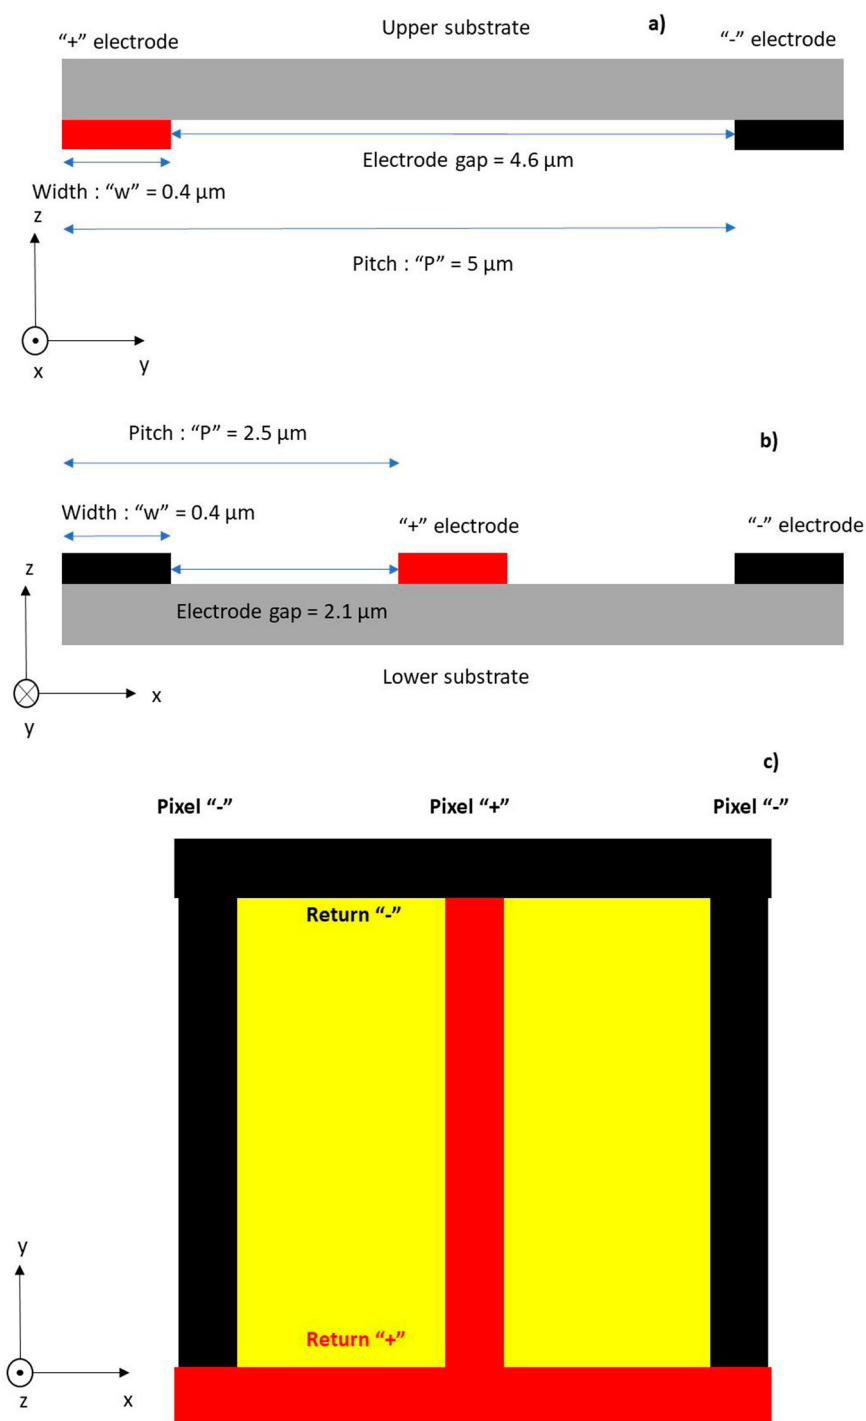 Upper substrate
a)
“+” electrode
“-” electrode
Electrode gap = 4.6 μm
Width : “w” = 0.4 μm
z
Pitch : “P” = 5 μm
y
x
Pitch : “P” = 2.5 μm
b)
Width : “w” = 0.4 μm
“+” electrode
“-” electrode
z
Electrode gap = 2.1 μm
Lower substrate
x
y
c)
Pixel “-”
Pixel “+”
Pixel “-”
Return “-”
y
Return “+”
z
x